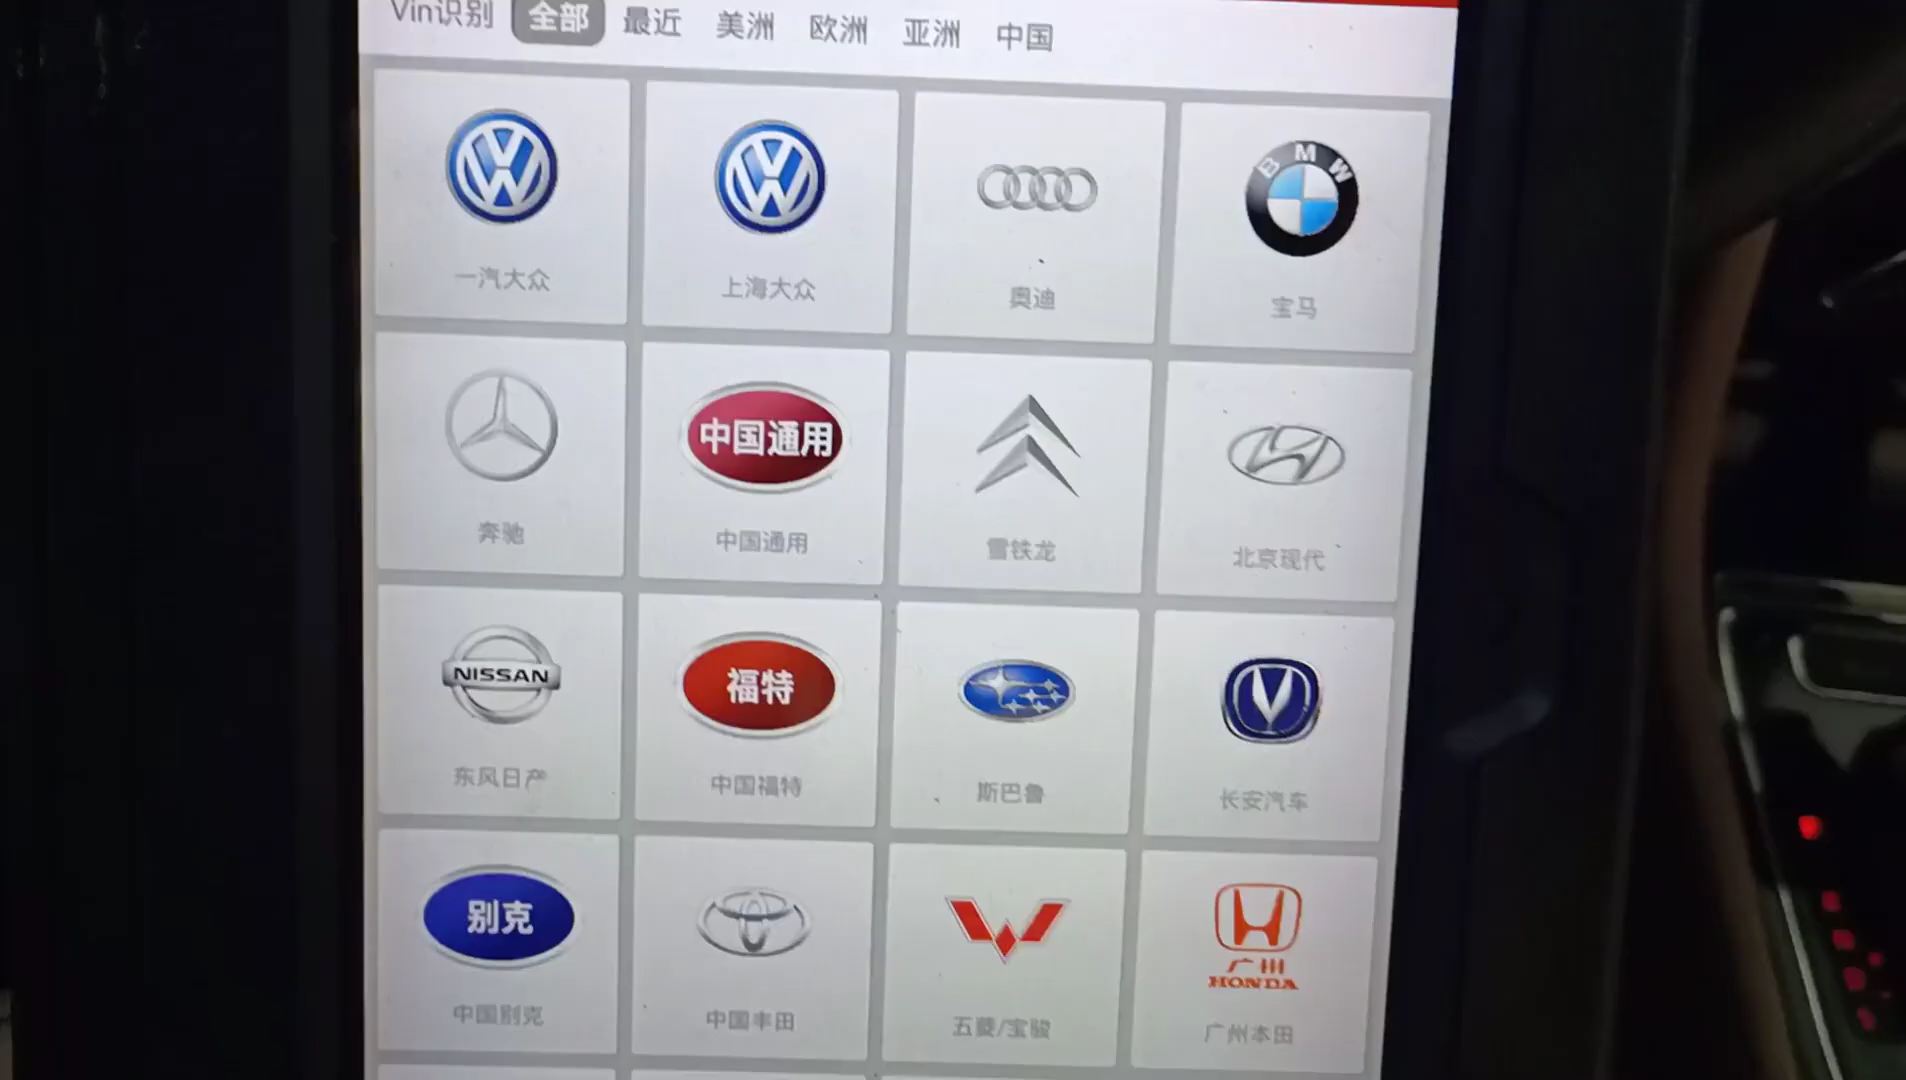 Vin识别 全部 最近 美洲 欧洲 亚洲 中国
BMW
一汽大众 上海大众 奥迪 宝马
中国通用
奔驰 中国通用 雪铁龙 北京现代
NISSAN 福特
东风日产 中国福特 斯巴鲁 长安汽车
别克 广州
HONDA
中国别克 中国丰田 五菱/宝骏 广州本田